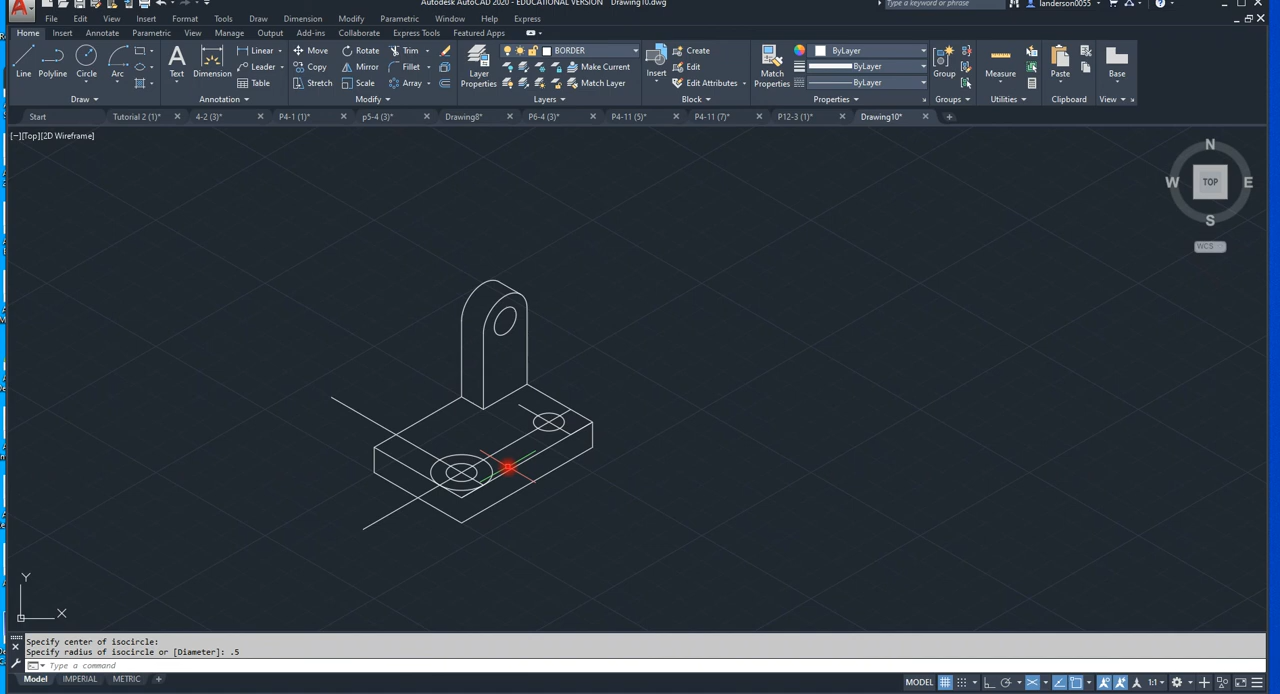 Autodesk AutoCAD 2020 - EDUCATIONAL VERSION Drawing10.dwg
Type a keyword or phrase
landerson0055
File Edit View Insert Format Tools Draw Dimension Modify Parametric Window Help Express
Home Insert Annotate Parametric View Manage Output Add-ins Collaborate Express Tools Featured Apps
Line
Polyline
Circle
Arc
Draw
Text
Dimension
Linear
Leader
Table
Annotation
Move Rotate Trim
Copy Mirror Fillet
Stretch Scale Array
Modify
Layer
Properties
BORDER
Make Current
Match Layer
Layers
Insert
Create
Edit
Edit Attributes
Block
Match
Properties
ByLayer
ByLayer
ByLayer
Properties
Group
Groups
Measure
Utilities
Paste
Clipboard
Base
View
Start Tutorial 2 (1)* 4-2 (3)* P4-1 (1)* p5-4 (3)* Drawing8* P6-4 (3)* P4-11 (5)* P4-11 (7)* P12-3 (1)* Drawing10*
[−][Top][2D Wireframe]
N
W TOP E
S
WCS
Y
X
Specify center of isocircle:
Specify radius of isocircle or [Diameter]: .5
Type a command
Model IMPERIAL METRIC
MODEL 1:1